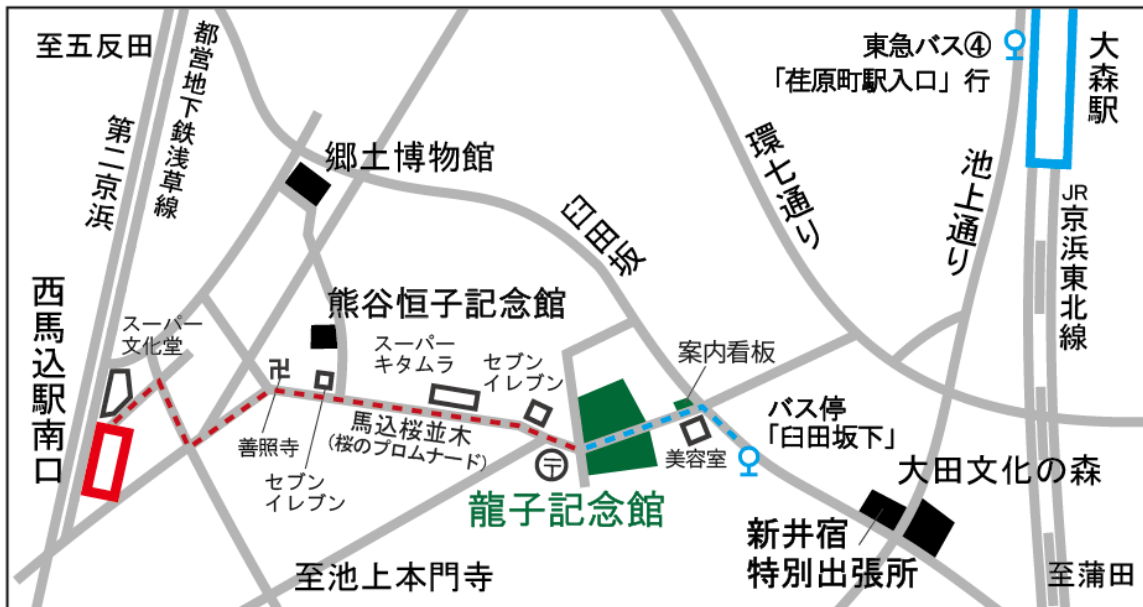 至五反田
都営地下鉄浅草線
第二京浜
東急バス④
「荏原町駅入口」行
大森駅
郷土博物館
環七通り
池上通り
JR
京浜東北線
臼田坂
西馬込駅南口
スーパー
文化堂
熊谷恒子記念館
スーパー
キタムラ
セブン
イレブン
案内看板
卍
善照寺
セブン
イレブン
馬込桜並木
(桜のプロムナード)
〒
美容室
バス停
「臼田坂下」
龍子記念館
大田文化の森
新井宿
特別出張所
至池上本門寺
至蒲田